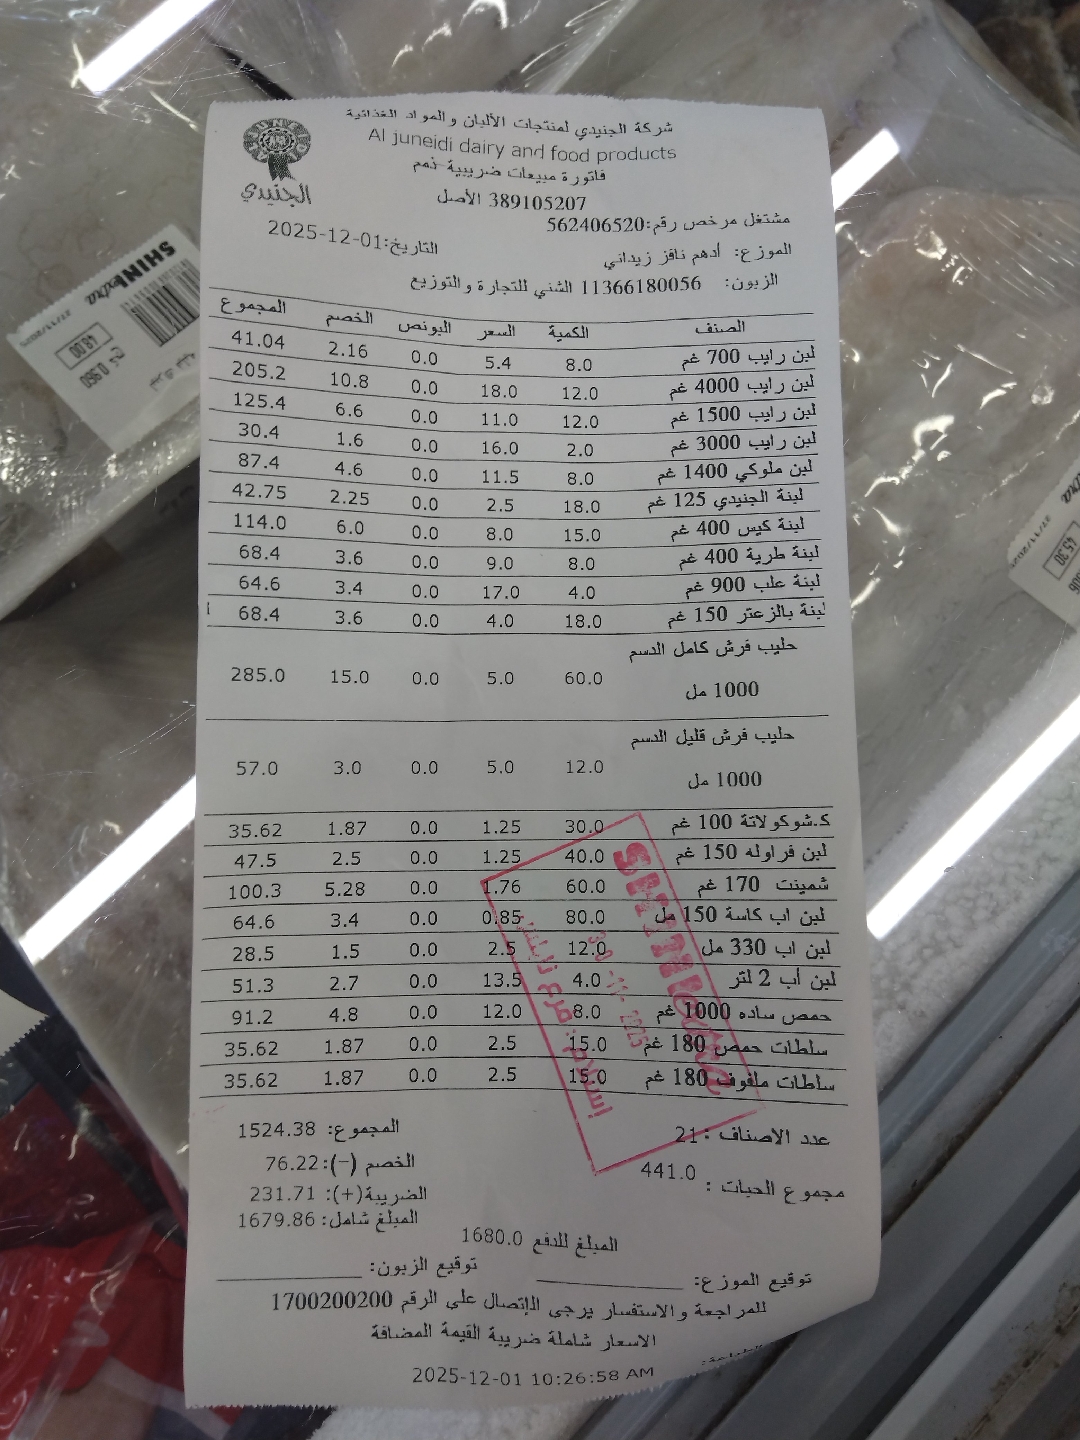 شركة الجنيدي لمنتجات الألبان والمواد الغذائية
Al juneidi dairy and food products
الجنيدي
فاتورة مبيعات ضريبية ذمم
389105207 الأصل
مشتغل مرخص رقم:562406520
التاريخ:2025-12-01
الموزع: أدهم ناقز زيداني
الزبون: 11366180056 الشني للتجارة والتوزيع
الصنف الكمية السعر البونص الخصم المجموع
لبن رايب 700 غم 8.0 5.4 0.0 2.16 41.04
لبن رايب 4000 غم 12.0 18.0 0.0 10.8 205.2
لبن رايب 1500 غم 12.0 11.0 0.0 6.6 125.4
لبن رايب 3000 غم 2.0 16.0 0.0 1.6 30.4
لبن ملوكي 1400 غم 8.0 11.5 0.0 4.6 87.4
لبنة الجنيدي 125 غم 18.0 2.5 0.0 2.25 42.75
لبنة كيس 400 غم 15.0 8.0 0.0 6.0 114.0
لبنة طرية 400 غم 8.0 9.0 0.0 3.6 68.4
لبنة علب 900 غم 4.0 17.0 0.0 3.4 64.6
لبنة بالزعتر 150 غم 18.0 4.0 0.0 3.6 68.4
حليب فرش كامل الدسم
1000 مل 60.0 5.0 0.0 15.0 285.0
حليب فرش قليل الدسم
1000 مل 12.0 5.0 0.0 3.0 57.0
ك.شوكولاتة 100 غم 30.0 1.25 0.0 1.87 35.62
لبن فراوله 150 غم 40.0 1.25 0.0 2.5 47.5
شمينت 170 غم 60.0 1.76 0.0 5.28 100.3
لبن اب كاسة 150 مل 80.0 0.85 0.0 3.4 64.6
لبن اب 330 مل 12.0 2.5 0.0 1.5 28.5
لبن أب 2 لتر 4.0 13.5 0.0 2.7 51.3
حمص ساده 1000 غم 8.0 12.0 0.0 4.8 91.2
سلطات حمص 180 غم 15.0 2.5 0.0 1.87 35.62
سلطات ملفوف 180 غم 15.0 2.5 0.0 1.87 35.62
عدد الاصناف :21
مجموع الحبات : 441.0
المجموع: 1524.38
الخصم (-):76.22
الضريبة(+): 231.71
المبلغ شامل: 1679.86
المبلغ للدفع 1680.0
توقيع الموزع:
توقيع الزبون:
للمراجعة والاستفسار يرجى الإتصال على الرقم 1700200200
الاسعار شاملة ضريبة القيمة المضافة
2025-12-01 10:26:58 AM
SHINIextra
SHINIextra
48.00
0.960
45.30